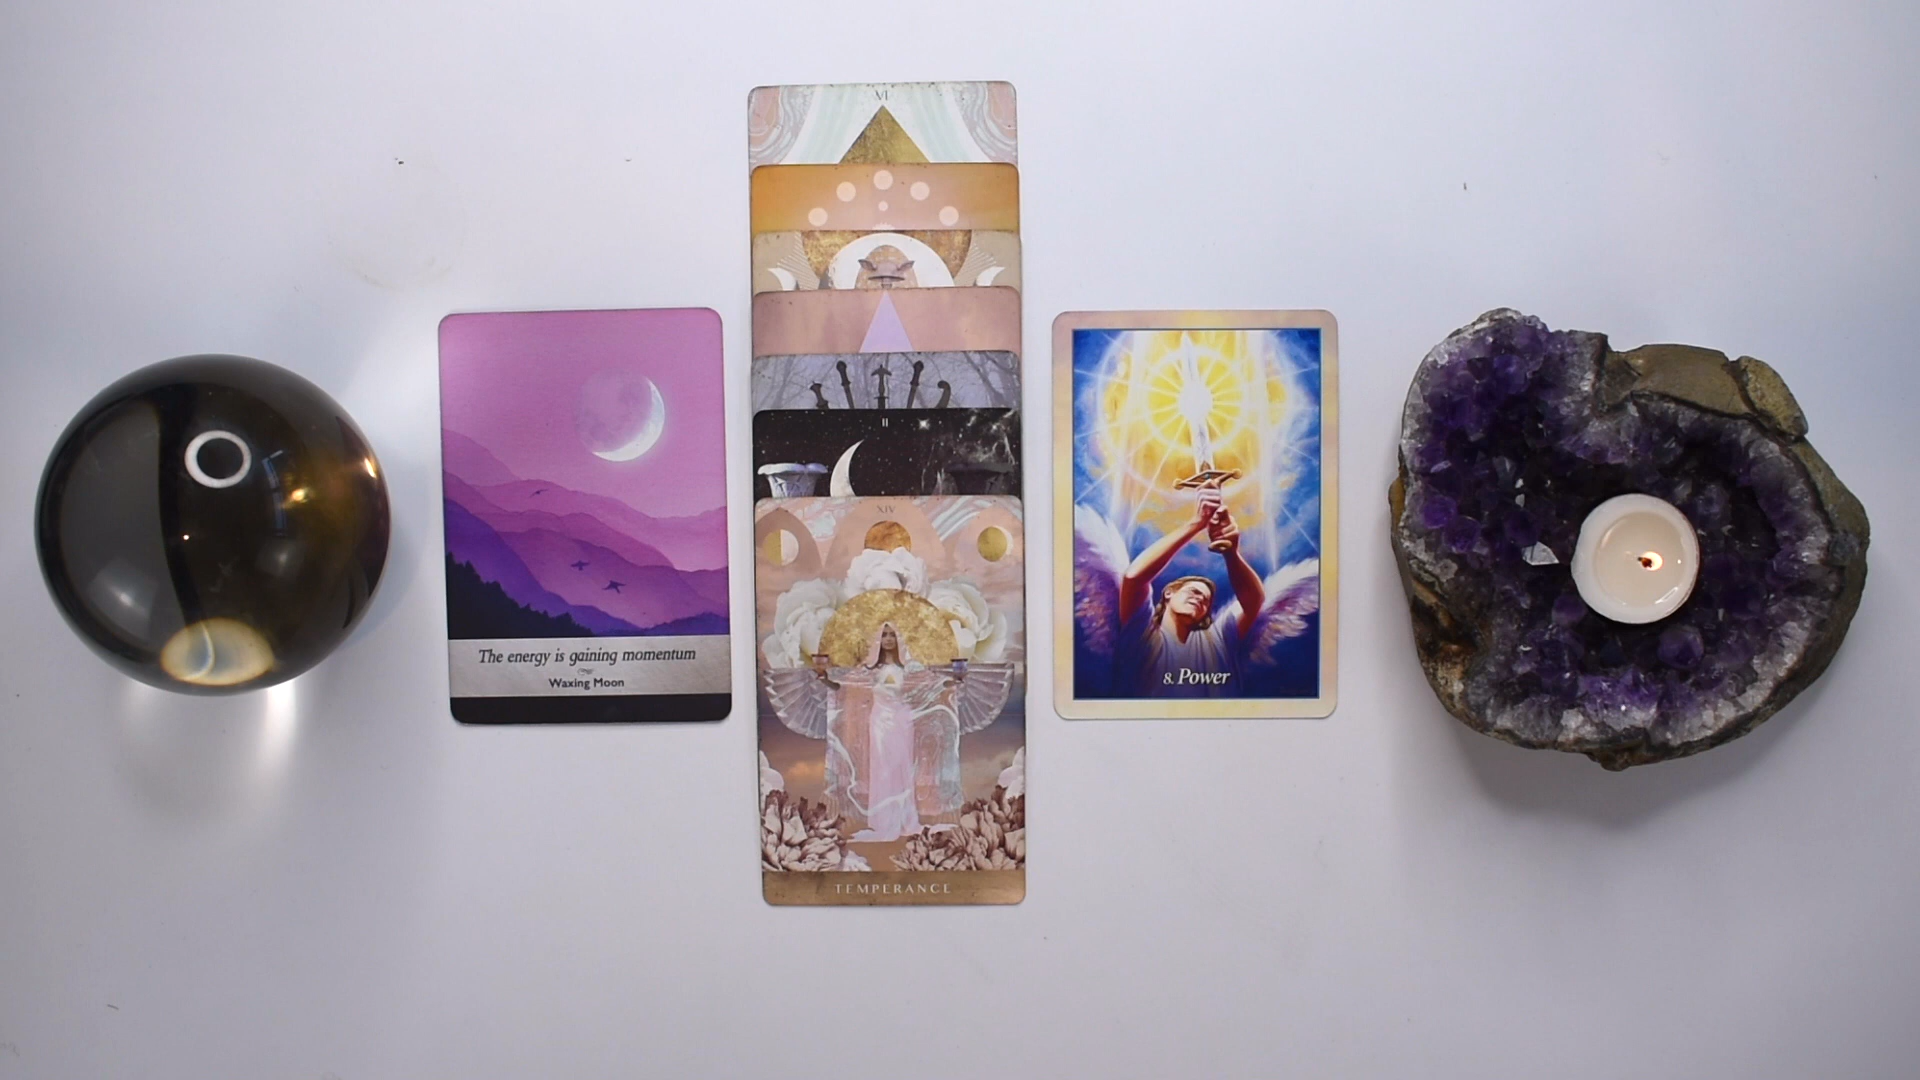 The energy is gaining momentum
Waxing Moon
VI
II
XIV
TEMPERANCE
8. Power